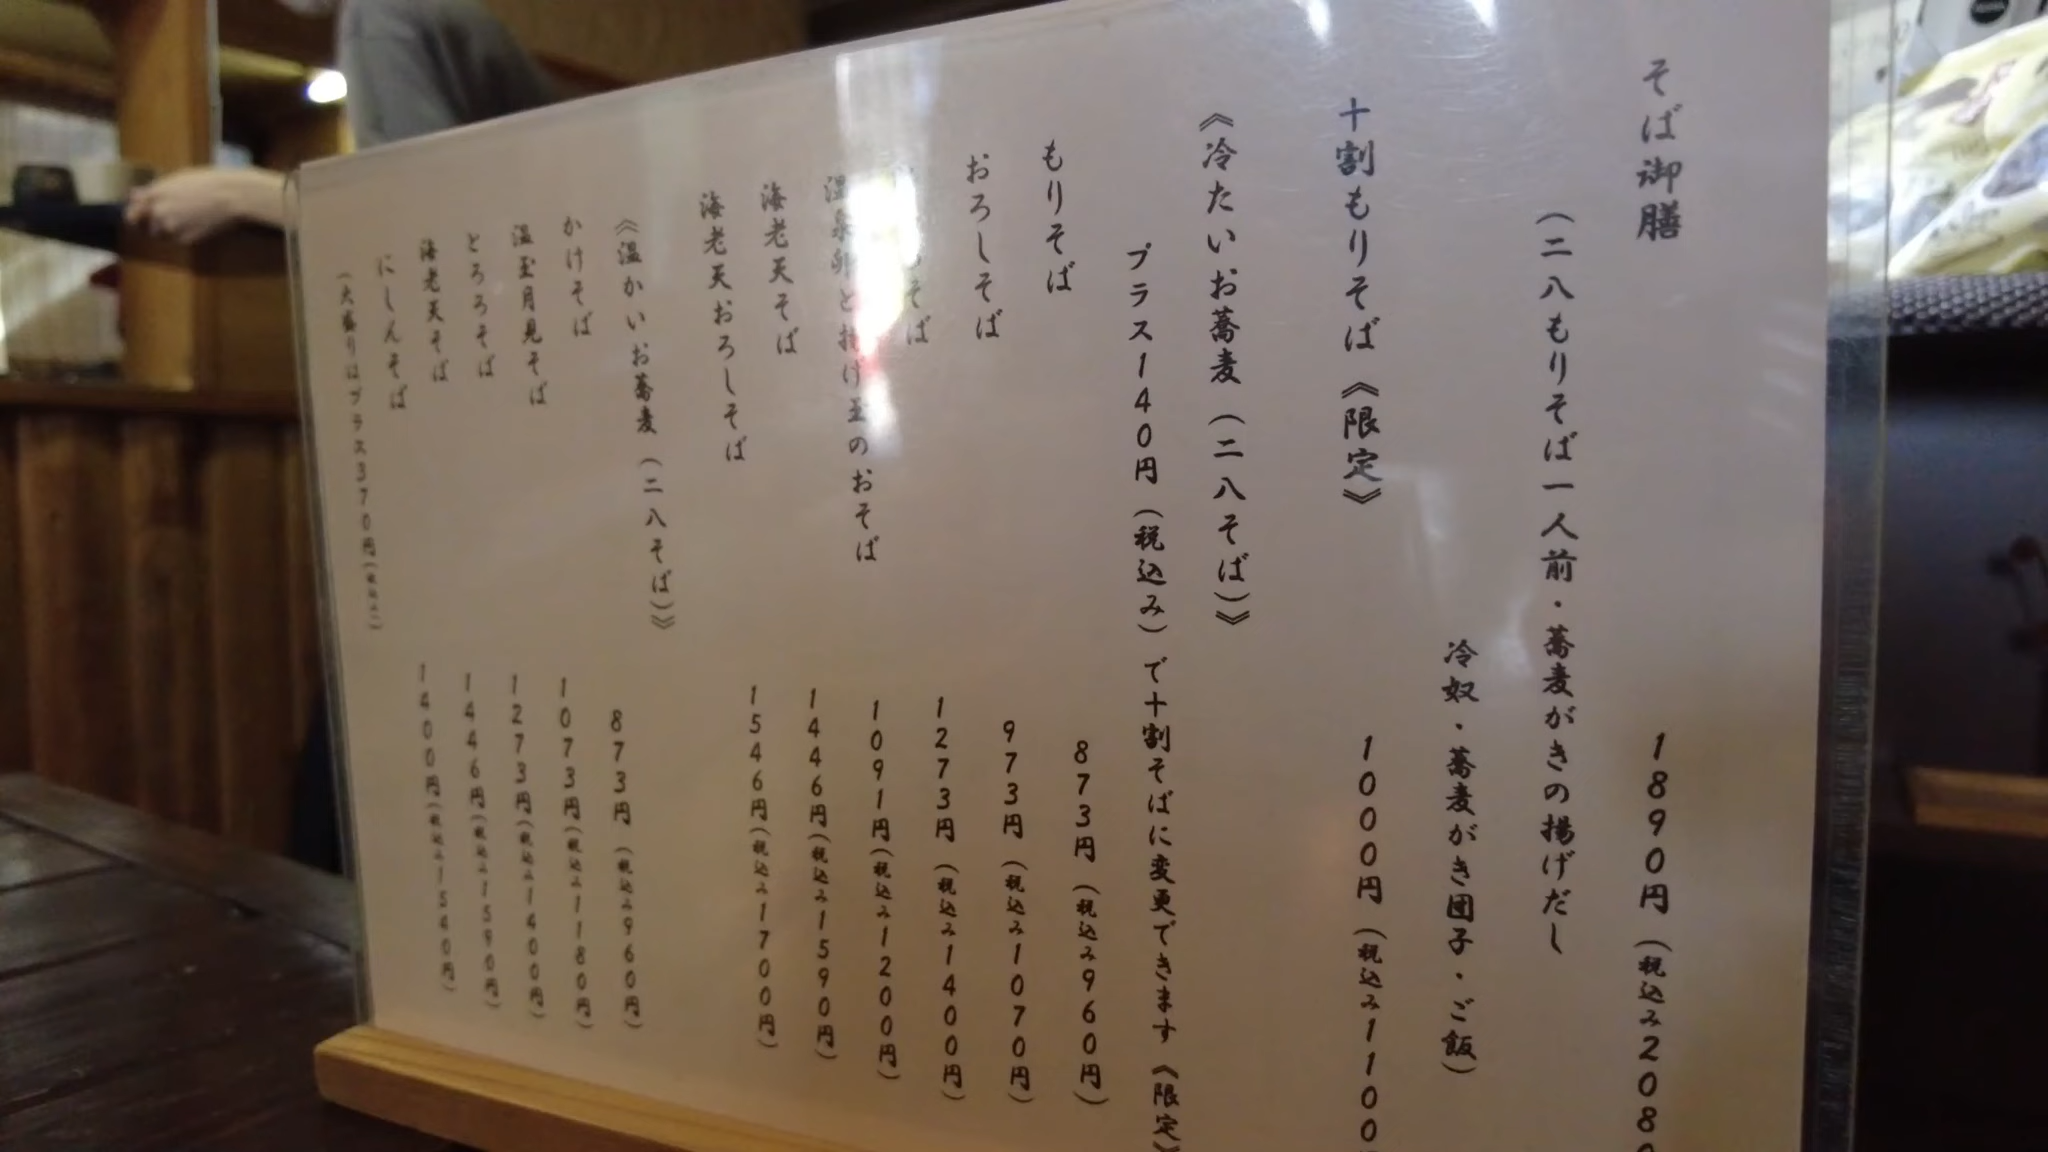 そば御膳 1890円(税込み2080
(二八もりそば一人前・蕎麦がきの揚げだし
冷奴・蕎麦がき団子・ご飯)
十割もりそば《限定》 1000円(税込み1100
《冷たいお蕎麦(二八そば)》
プラス140円(税込み)で十割そばに変更できます《限定》
もりそば 873円(税込み960円)
おろしそば 973円(税込み1070円)
そば 1273円(税込み1400円)
温泉卵と揚げ玉のおそば 1091円(税込み1200円)
海老天そば 1446円(税込み1590円)
海老天おろしそば 1546円(税込み1700円)
《温かいお蕎麦(二八そば)》
かけそば 873円(税込み960円)
温玉月見そば 1073円(税込み1180円)
とろろそば 1273円(税込み1400円)
海老天そば 1446円(税込み1590円)
にしんそば 1400円(税込み1540円)
(大盛りはプラス370円(税込み))